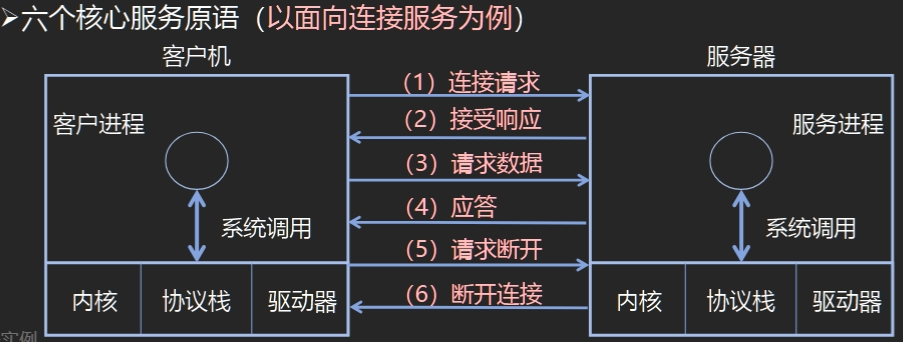 ➢六个核心服务原语（以面向连接服务为例）
客户机
服务器
（1）连接请求
客户进程
（2）接受响应
服务进程
（3）请求数据
（4）应答
系统调用
系统调用
（5）请求断开
内核
协议栈
驱动器
（6）断开连接
内核
协议栈
驱动器
实例